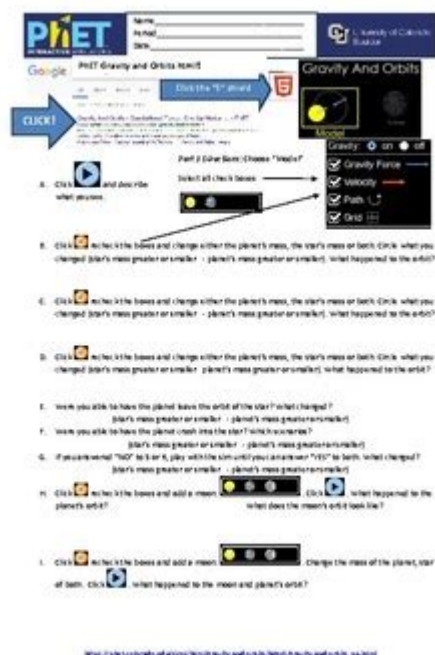 PhET
INTERACTIVE
Name
Period
Date
University of Colorado
Boulder
Google
PHET Gravity and Orbits html5
Click the "5" shield
5
CLICK!
Gravity And Orbits
Model
Part I (One Sun): Choose "Model"
Select all check boxes
Gravity: on off
Gravity Force
Velocity
Path
Grid
A. Click and describe
what you see.
B. Click recheck the boxes and change either the planet's mass, the star's mass or both. Circle what you
changed (star's mass greater or smaller - planet's mass greater or smaller). What happened to the orbit?
C. Click recheck the boxes and change either the planet's mass, the star's mass or both. Circle what you
changed (star's mass greater or smaller - planet's mass greater or smaller). What happened to the orbit?
D. Click recheck the boxes and change either the planet's mass, the star's mass or both. Circle what you
changed (star's mass greater or smaller planet's mass greater or smaller). What happened to the orbit?
E. Were you able to have the planet leave the orbit of the star? What changed?
(star's mass greater or smaller - planet's mass greater or smaller)
F. Were you able to have the planet crash into the star? Which scenarios?
(star's mass greater or smaller - planet's mass greater or smaller)
G. If you answered "NO" to E or F, play with the sim until you answer "YES" to both. What changed?
(star's mass greater or smaller - planet's mass greater or smaller)
H. Click recheck the boxes and add a moon . Click . What happened to the
planet's orbit? What does the moon's orbit look like?
I. Click recheck the boxes and add a moon . Change the mass of the planet, star
of both. Click . What happened to the moon and planet's orbit?